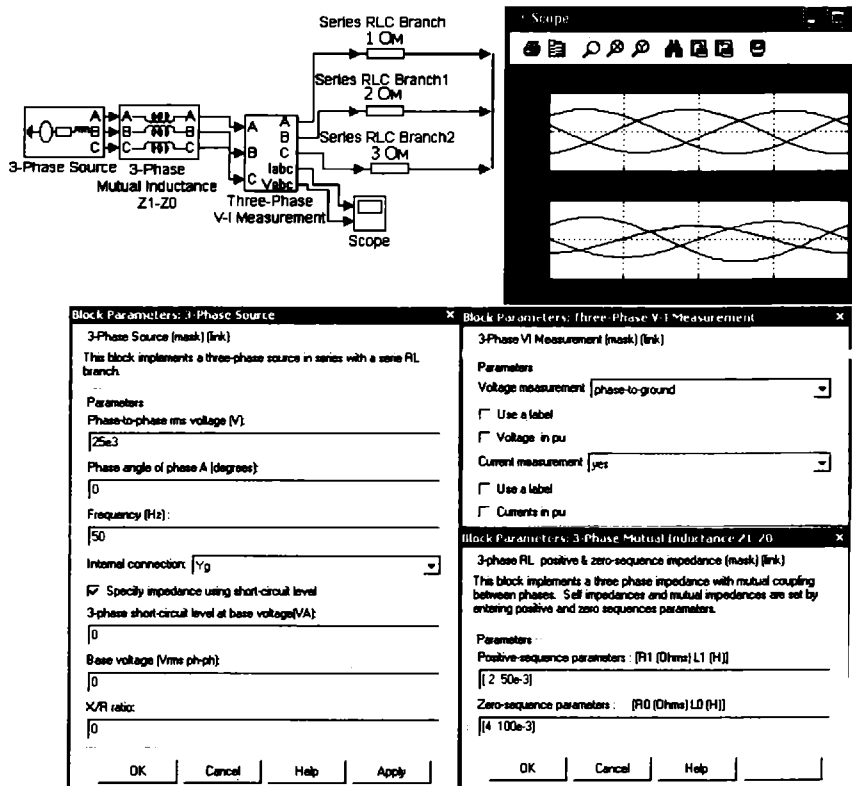 Series RLC Branch
1 Ом
Series RLC Branch1
2 Ом
Series RLC Branch2
3 Ом
A
B
C
3-Phase Source
A
B
C
A
B
C
3-Phase
Mutual Inductance
Z1-Z0
A
B
C
A
B
C
Iabc
Vabc
Three-Phase
V-I Measurement
Scope
Scope
Block Parameters: 3-Phase Source
3-Phase Source (mask) (link)
This block implements a three-phase source in series with a serie RL
branch.
Parameters
Phase-to-phase rms voltage (V):
25e3
Phase angle of phase A (degrees):
0
Frequency (Hz) :
50
Internal connection: Yg
Specify impedance using short-circuit level
3-phase short-circuit level at base voltage(VA):
0
Base voltage (Vrms ph-ph):
0
X/R ratio:
0
OK Cancel Help Apply
Block Parameters: Three-Phase V-I Measurement
3-Phase VI Measurement (mask) (link)
Parameters
Voltage measurement phase-to-ground
Use a label
Voltage in pu
Current measurement yes
Use a label
Currents in pu
Block Parameters: 3-Phase Mutual Inductance Z1-Z0
3-phase RL positive & zero-sequence impedance (mask) (link)
This block implements a three phase impedance with mutual coupling
between phases. Self impedances and mutual impedances are set by
entering positive and zero sequences parameters.
Parameters
Positive-sequence parameters : [R1 (Ohms) L1 (H)]
[ 2 50e-3]
Zero-sequence parameters : [R0 (Ohms) L0 (H)]
[4 100e-3]
OK Cancel Help